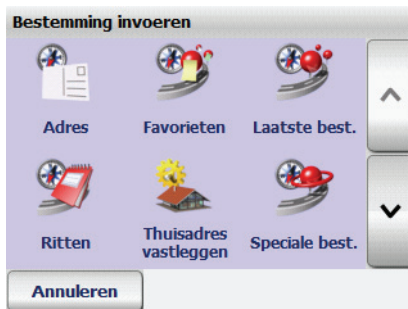 Bestemming invoeren
Adres
Favorieten
Laatste best.
Ritten
Thuisadres
vastleggen
Speciale best.
Annuleren